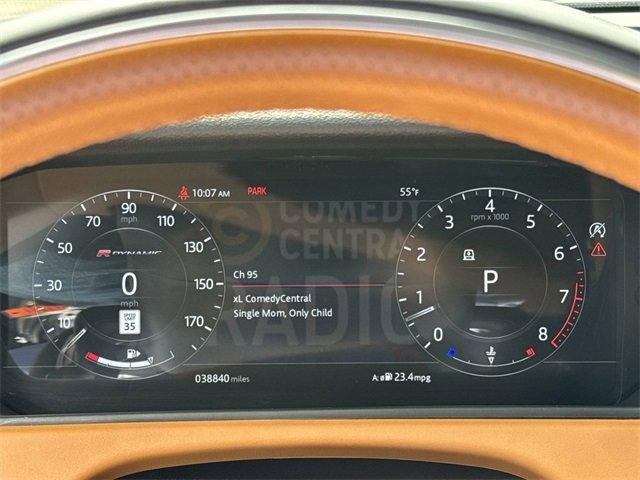 10:07 AM PARK 55°F
COMEDY
CENTRAL
RADIO
90
mph
70 110
50 130
30 150
10 170
R DYNAMIC
0
mph
SPEED
LIMIT
35
Ch 95
xL ComedyCentral
Single Mom, Only Child
4
rpm x 1000
3 5
2 6
1 7
0 8
P
038840 miles
A: ø 23.4mpg